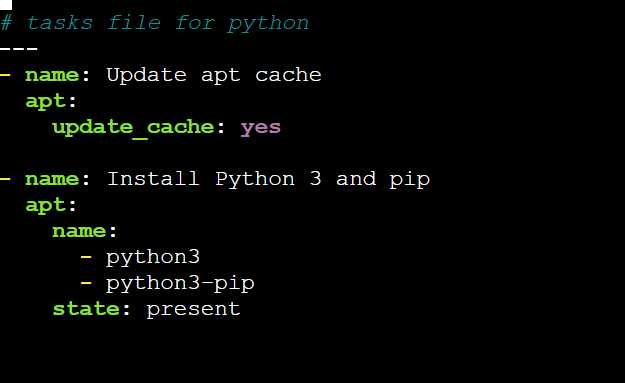 # tasks file for python
---
- name: Update apt cache
  apt:
    update_cache: yes

- name: Install Python 3 and pip
  apt:
    name:
      - python3
      - python3-pip
    state: present